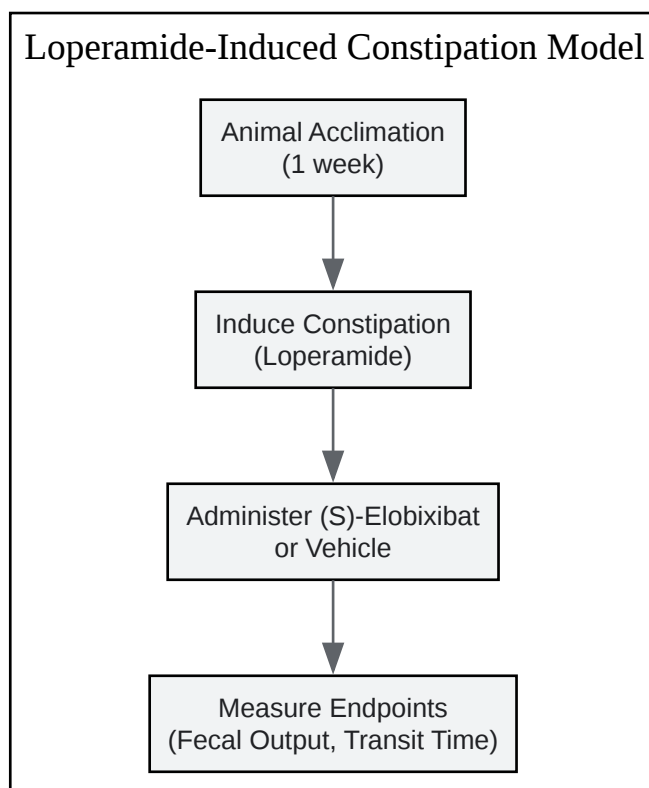 Loperamide-Induced Constipation Model
Animal Acclimation
(1 week)
Induce Constipation
(Loperamide)
Administer (S)-Elobixibat
or Vehicle
Measure Endpoints
(Fecal Output, Transit Time)